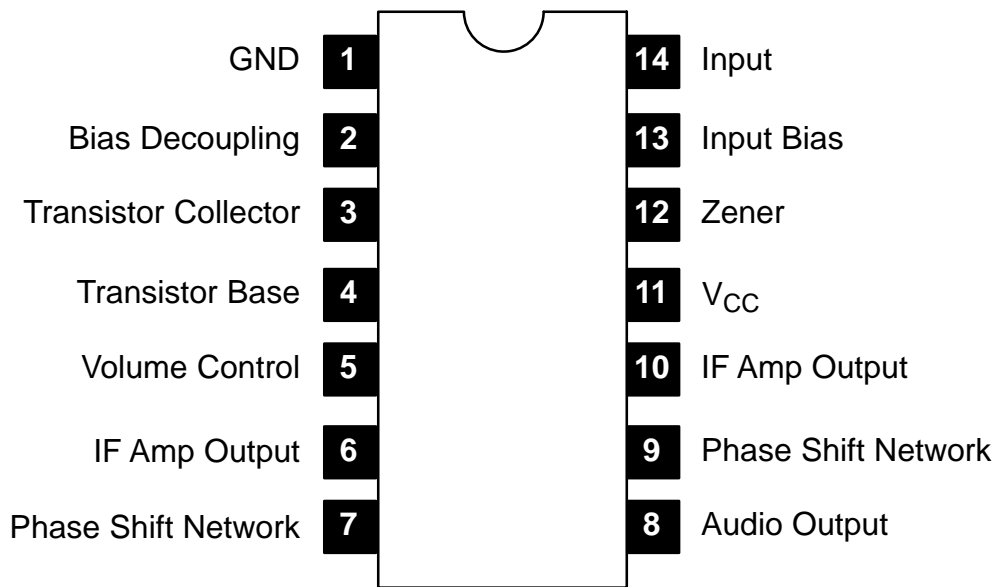 GND 1 14 Input
Bias Decoupling 2 13 Input Bias
Transistor Collector 3 12 Zener
Transistor Base 4 11 VCC
Volume Control 5 10 IF Amp Output
IF Amp Output 6 9 Phase Shift Network
Phase Shift Network 7 8 Audio Output